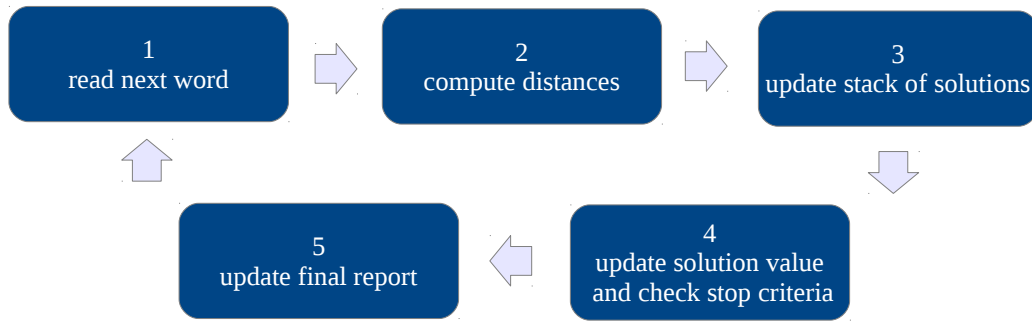 1
read next word
2
compute distances
3
update stack of solutions
4
update solution value
and check stop criteria
5
update final report